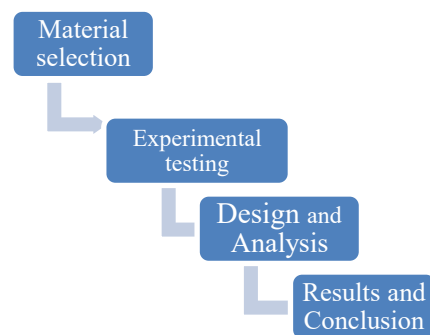 Material
selection
Experimental
testing
Design and
Analysis
Results and
Conclusion